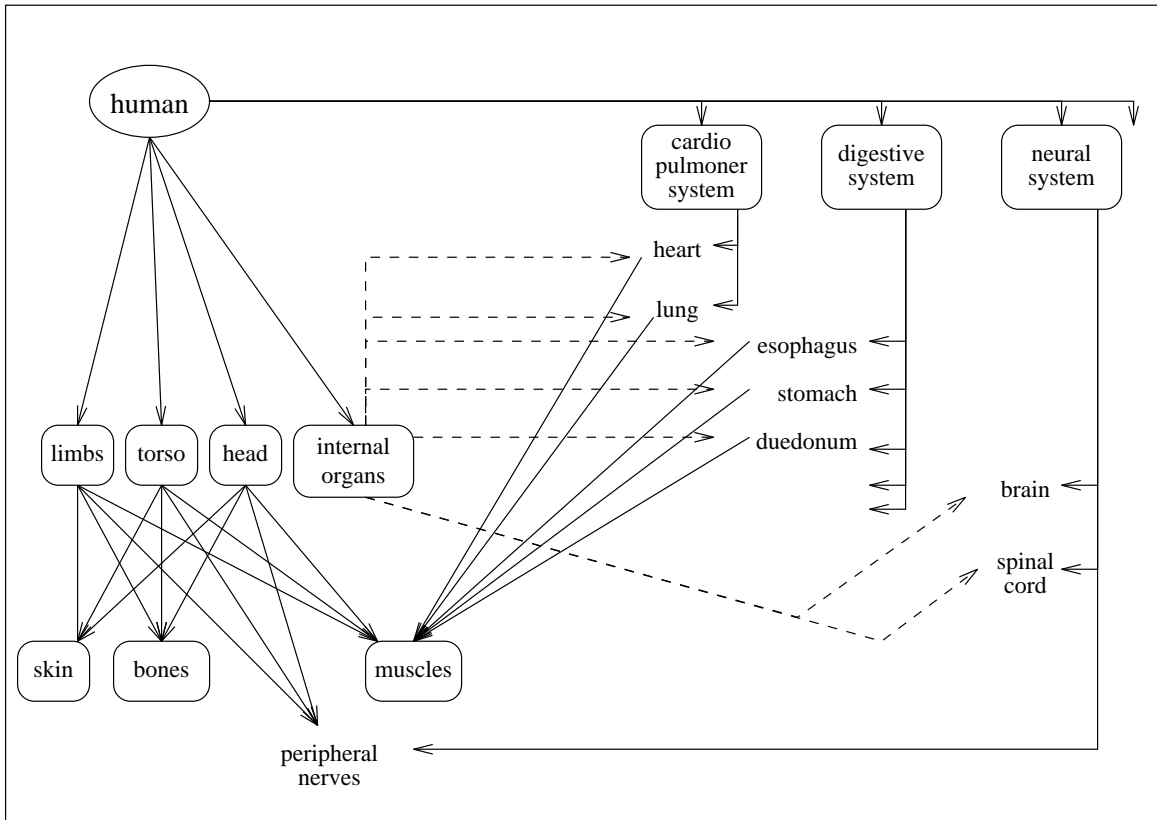 human
cardio
pulmoner
system
digestive
system
neural
system
heart
lung
esophagus
stomach
duedonum
limbs
torso
head
internal
organs
brain
spinal
cord
skin
bones
muscles
peripheral
nerves